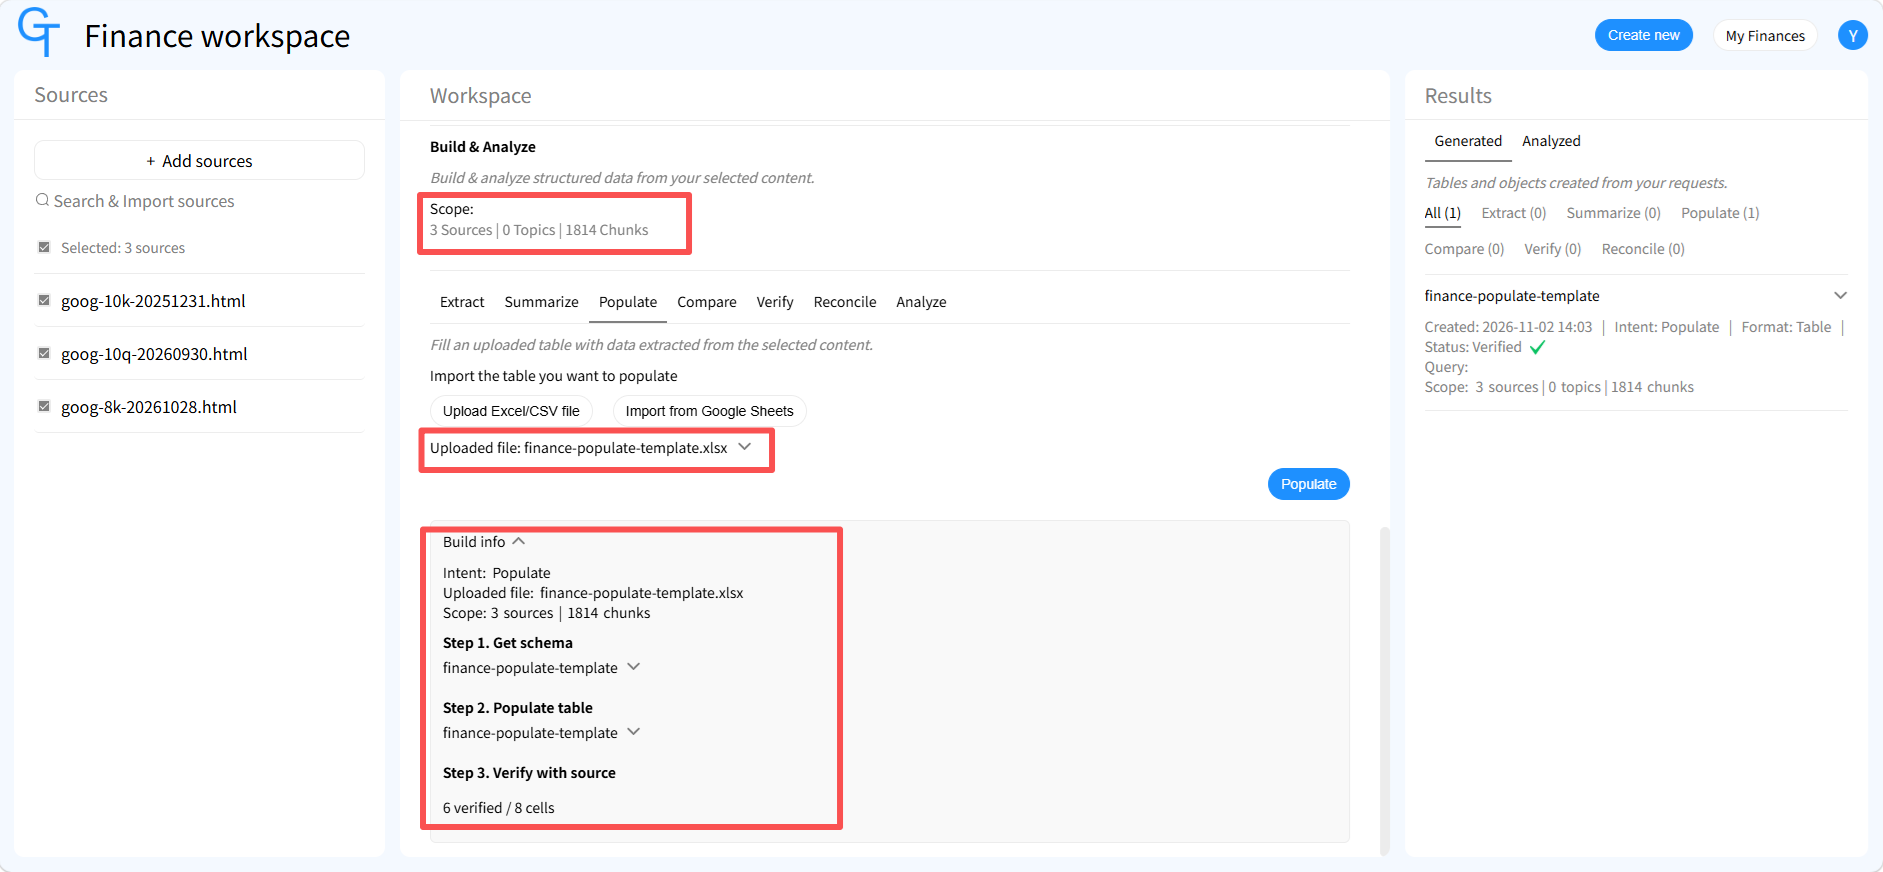 GT
Finance workspace
Create new
My Finances
Y
Sources
+ Add sources
Search & Import sources
Selected: 3 sources
goog-10k-20251231.html
goog-10q-20260930.html
goog-8k-20261028.html
Workspace
Build & Analyze
Build & analyze structured data from your selected content.
Scope:
3 Sources | 0 Topics | 1814 Chunks
Extract Summarize Populate Compare Verify Reconcile Analyze
Fill an uploaded table with data extracted from the selected content.
Import the table you want to populate
Upload Excel/CSV file Import from Google Sheets
Uploaded file: finance-populate-template.xlsx
Populate
Build info
Intent: Populate
Uploaded file: finance-populate-template.xlsx
Scope: 3 sources | 1814 chunks
Step 1. Get schema
finance-populate-template
Step 2. Populate table
finance-populate-template
Step 3. Verify with source
6 verified / 8 cells
Results
Generated Analyzed
Tables and objects created from your requests.
All (1) Extract (0) Summarize (0) Populate (1)
Compare (0) Verify (0) Reconcile (0)
finance-populate-template
Created: 2026-11-02 14:03 | Intent: Populate | Format: Table |
Status: Verified
Query:
Scope: 3 sources | 0 topics | 1814 chunks